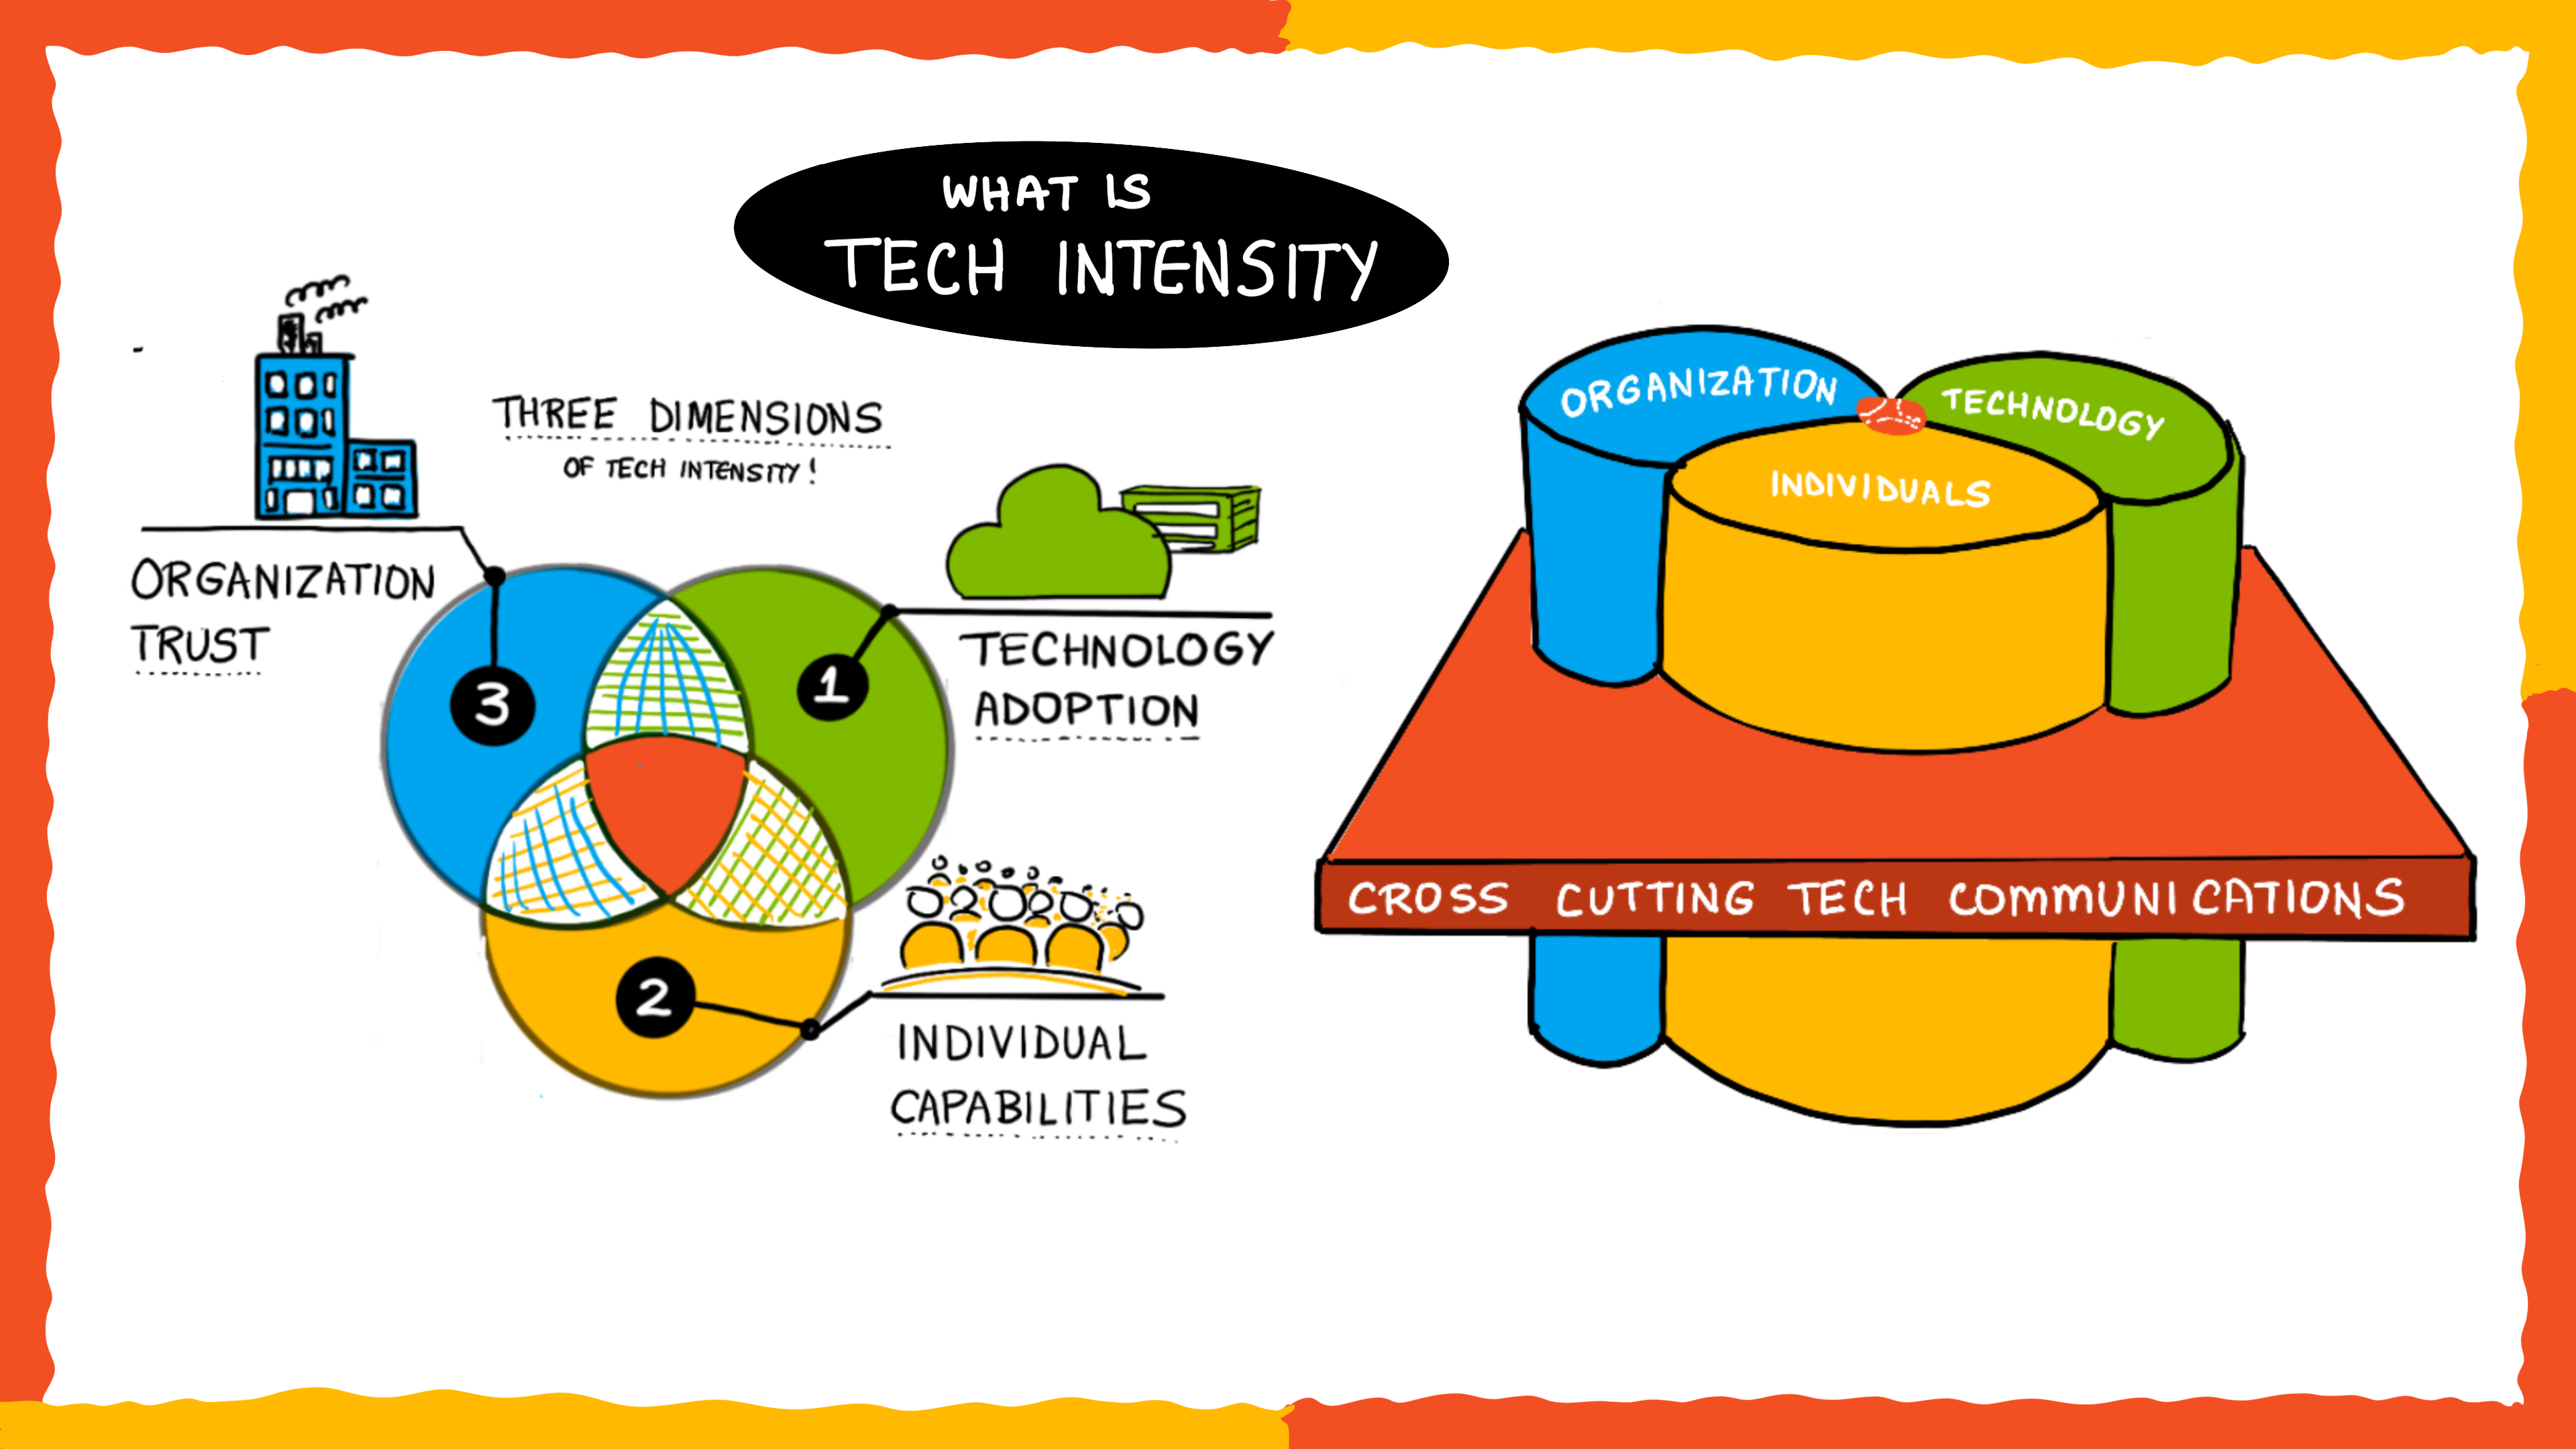 WHAT IS
TECH INTENSITY
THREE DIMENSIONS
OF TECH INTENSITY!
ORGANIZATION
TRUST
3
1
TECHNOLOGY
ADOPTION
2
INDIVIDUAL
CAPABILITIES
ORGANIZATION
TECHNOLOGY
INDIVIDUALS
CROSS CUTTING TECH COMMUNICATIONS